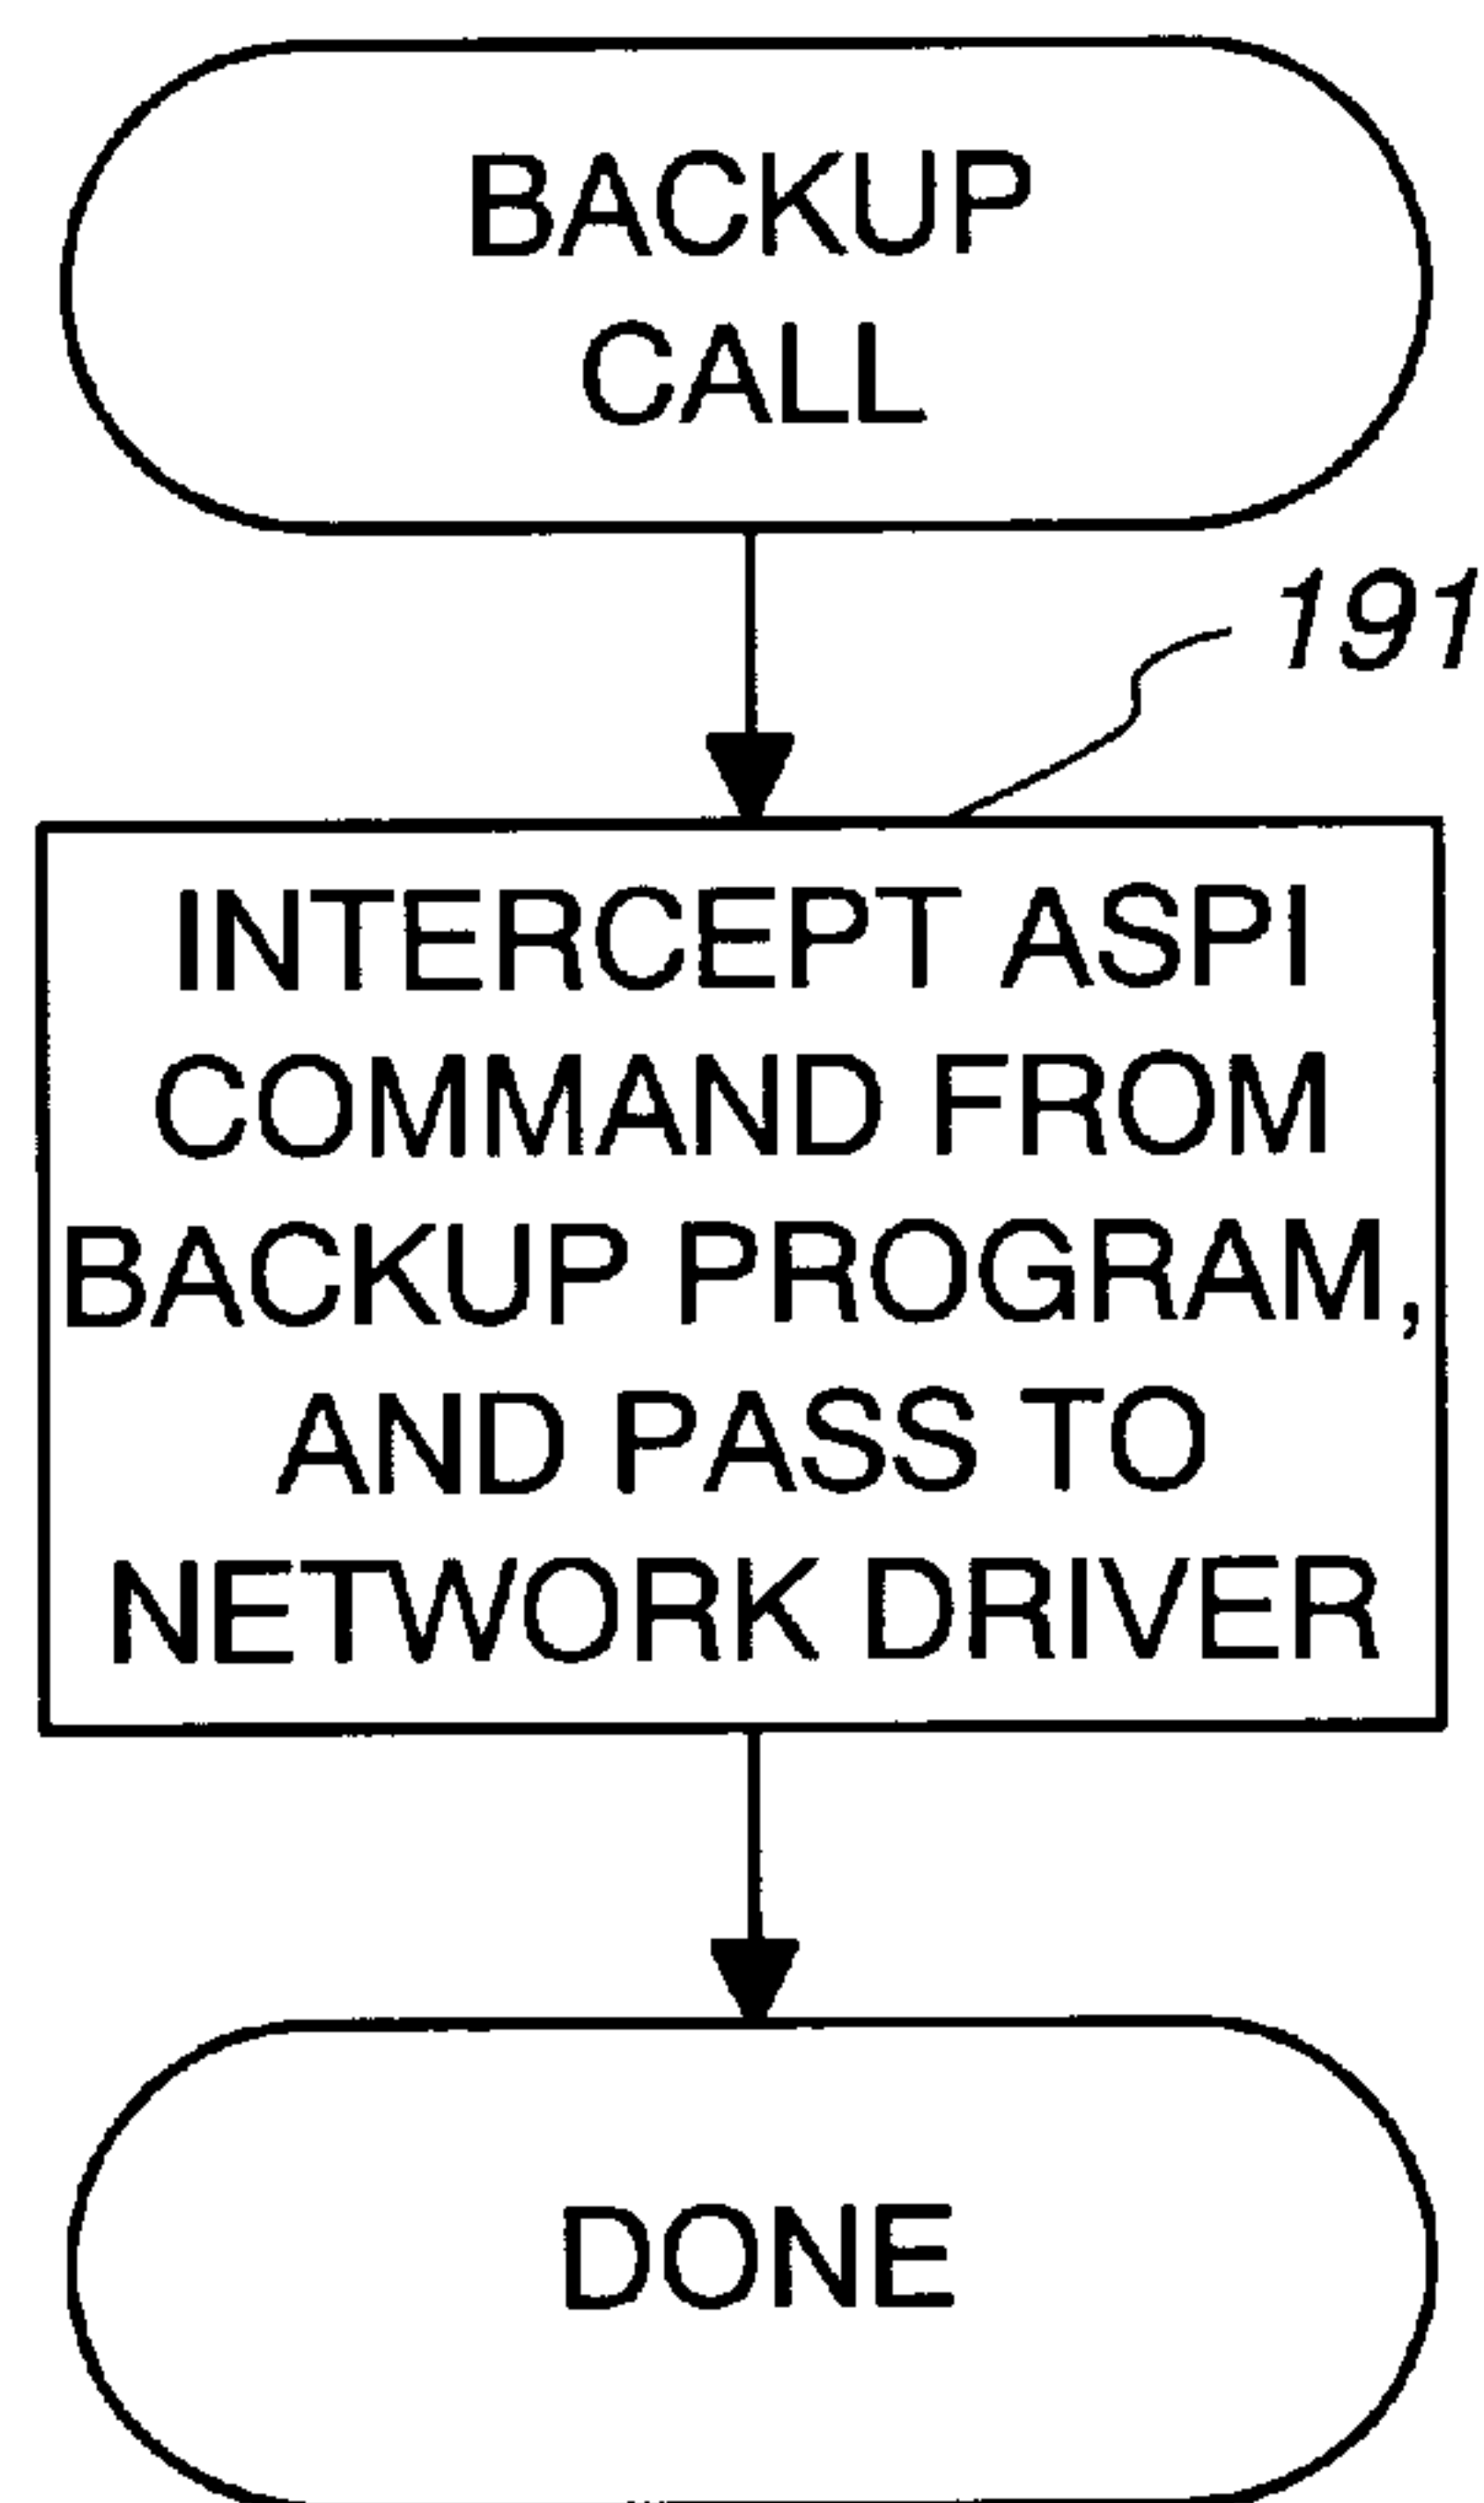 BACKUP
CALL
191
INTERCEPT ASPI
COMMAND FROM
BACKUP PROGRAM,
AND PASS TO
NETWORK DRIVER
DONE